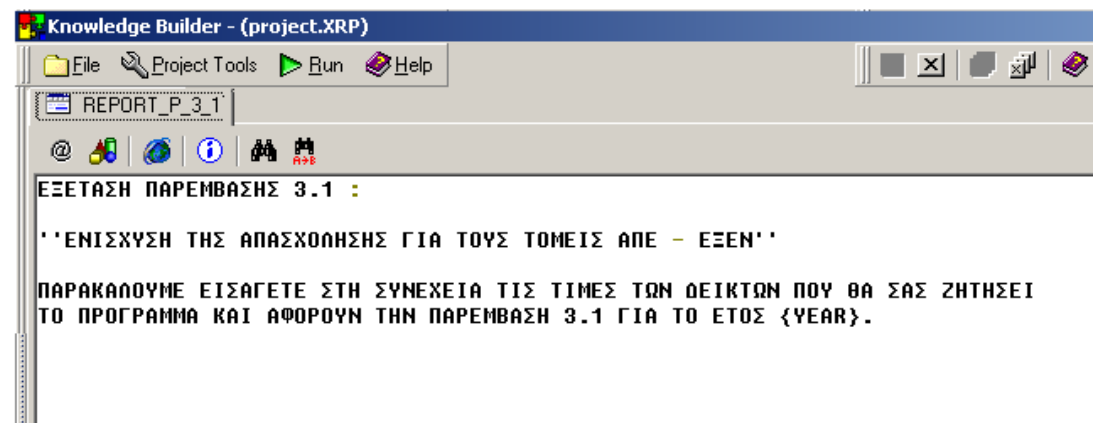 Knowledge Builder - (project.XRP)
File Project Tools Run Help
REPORT_P_3_1
@ A→B
ΕΞΕΤΑΣΗ ΠΑΡΕΜΒΑΣΗΣ 3.1 :
''ΕΝΙΣΧΥΣΗ ΤΗΣ ΑΠΑΣΧΟΛΗΣΗΣ ΓΙΑ ΤΟΥΣ ΤΟΜΕΙΣ ΑΠΕ - ΕΞΕΝ''
ΠΑΡΑΚΑΛΟΥΜΕ ΕΙΣΑΓΕΤΕ ΣΤΗ ΣΥΝΕΧΕΙΑ ΤΙΣ ΤΙΜΕΣ ΤΩΝ ΔΕΙΚΤΩΝ ΠΟΥ ΘΑ ΣΑΣ ΖΗΤΗΣΕΙ
ΤΟ ΠΡΟΓΡΑΜΜΑ ΚΑΙ ΑΦΟΡΟΥΝ ΤΗΝ ΠΑΡΕΜΒΑΣΗ 3.1 ΓΙΑ ΤΟ ΕΤΟΣ {YEAR}.